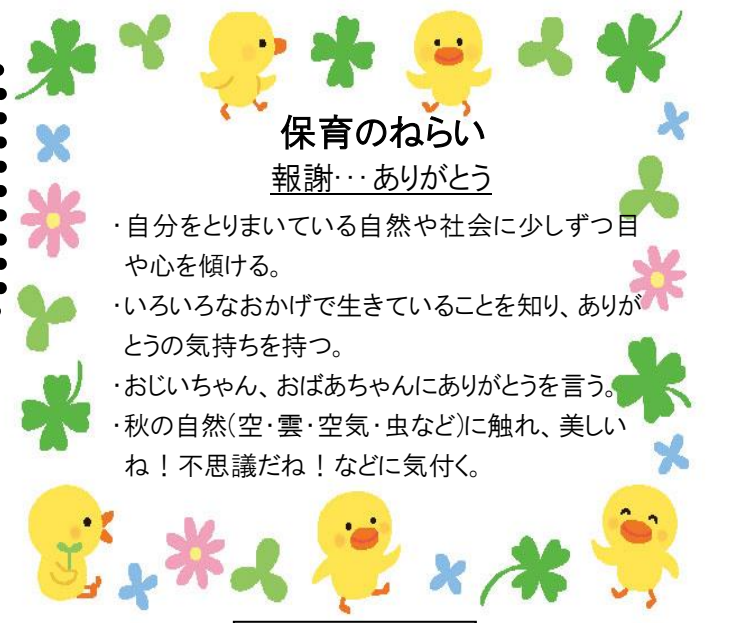 保育のねらい
報謝…ありがとう
・自分をとりまいている自然や社会に少しずつ目
や心を傾ける。
・いろいろなおかげで生きていることを知り、ありが
とうの気持ちを持つ。
・おじいちゃん、おばあちゃんにありがとうを言う。
・秋の自然(空・雲・空気・虫など)に触れ、美しい
ね！不思議だね！などに気付く。